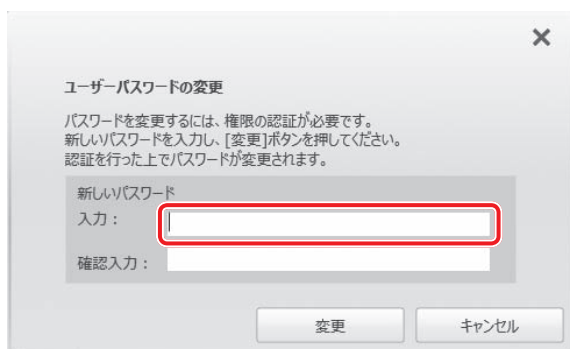 ユーザーパスワードの変更
パスワードを変更するには、権限の認証が必要です。
新しいパスワードを入力し、[変更]ボタンを押してください。
認証を行った上でパスワードが変更されます。
新しいパスワード
入力：
確認入力：
変更
キャンセル